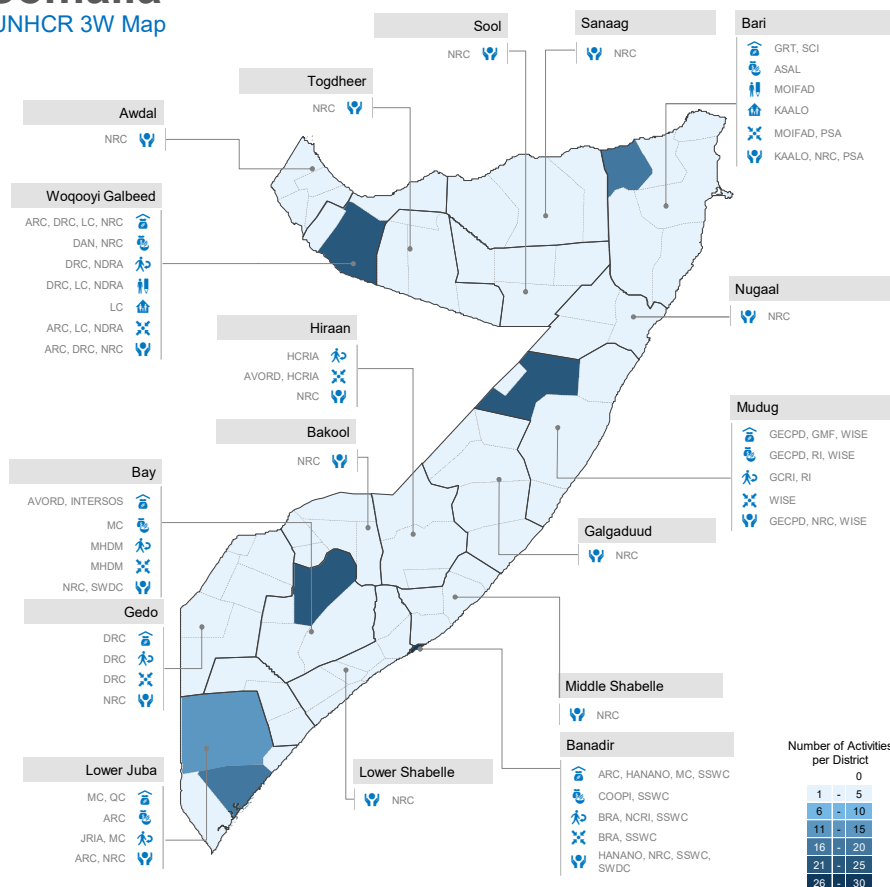 UNHCR 3W Map
Sool
NRC
Sanaag
NRC
Bari
GRT, SCI
ASAL
MOIFAD
KAALO
MOIFAD, PSA
KAALO, NRC, PSA
Togdheer
NRC
Awdal
NRC
Woqooyi Galbeed
ARC, DRC, LC, NRC
DAN, NRC
DRC, NDRA
DRC, LC, NDRA
LC
ARC, LC, NDRA
ARC, DRC, NRC
Nugaal
NRC
Hiraan
HCRIA
AVORD, HCRIA
NRC
Bakool
NRC
Mudug
GECPD, GMF, WISE
GECPD, RI, WISE
GCRI, RI
WISE
GECPD, NRC, WISE
Bay
AVORD, INTERSOS
MC
MHDM
MHDM
NRC, SWDC
Galgaduud
NRC
Gedo
DRC
DRC
DRC
NRC
Middle Shabelle
NRC
Banadir
ARC, HANANO, MC, SSWC
COOPI, SSWC
BRA, NCRI, SSWC
BRA, SSWC
HANANO, NRC, SSWC,
SWDC
Lower Juba
MC, QC
ARC
JRIA, MC
ARC, NRC
Lower Shabelle
NRC
Number of Activities
per District
0
1 - 5
6 - 10
11 - 15
16 - 20
21 - 25
26 - 30